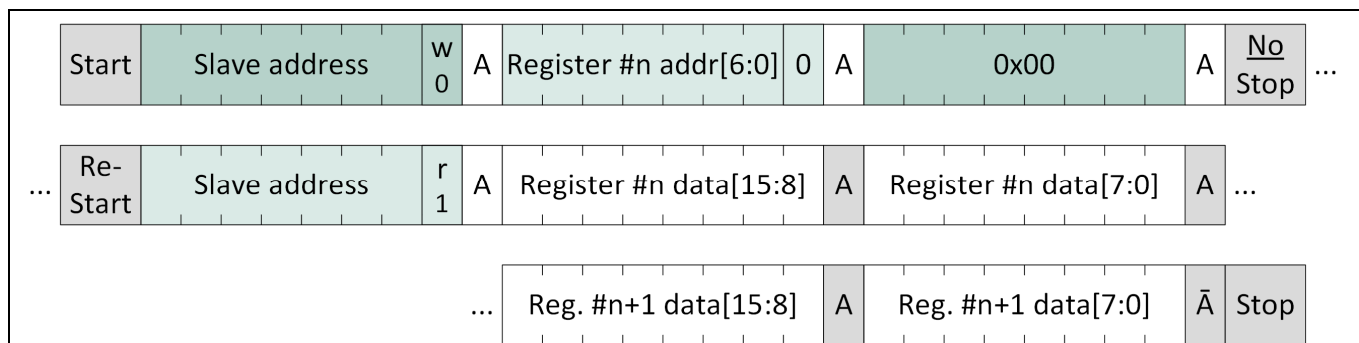 Start Slave address w 0 A Register #n addr[6:0] 0 A 0x00 A No Stop ...
... Re-Start Slave address r 1 A Register #n data[15:8] A Register #n data[7:0] A ...
... Reg. #n+1 data[15:8] A Reg. #n+1 data[7:0] Ā Stop